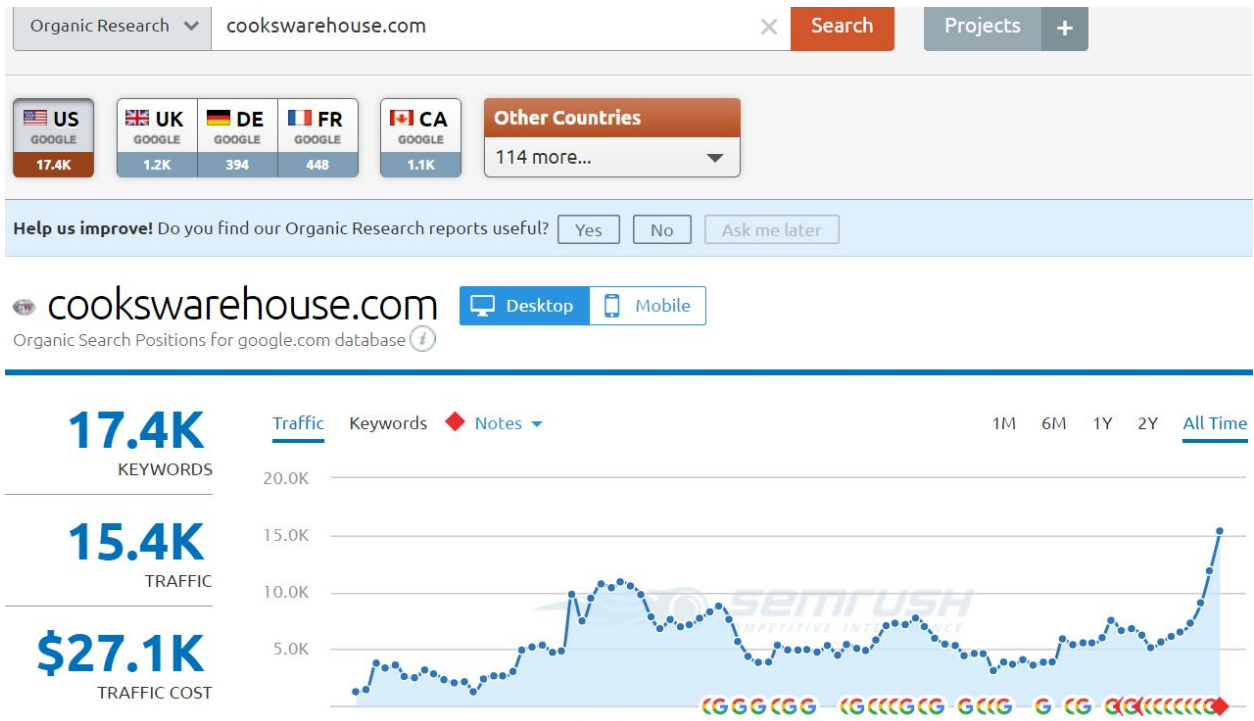 Organic Research cookswarehouse.com × Search Projects +
US UK DE FR CA Other Countries
GOOGLE GOOGLE GOOGLE GOOGLE GOOGLE
17.4K 1.2K 394 448 1.1K 114 more...
Help us improve! Do you find our Organic Research reports useful? Yes No Ask me later
cw cookswarehouse.com Desktop Mobile
Organic Search Positions for google.com database i
17.4K
KEYWORDS
15.4K
TRAFFIC
$27.1K
TRAFFIC COST
Traffic Keywords Notes 1M 6M 1Y 2Y All Time
20.0K
15.0K
10.0K
5.0K
semrush
COMPETITIVE INTELLIGENCE